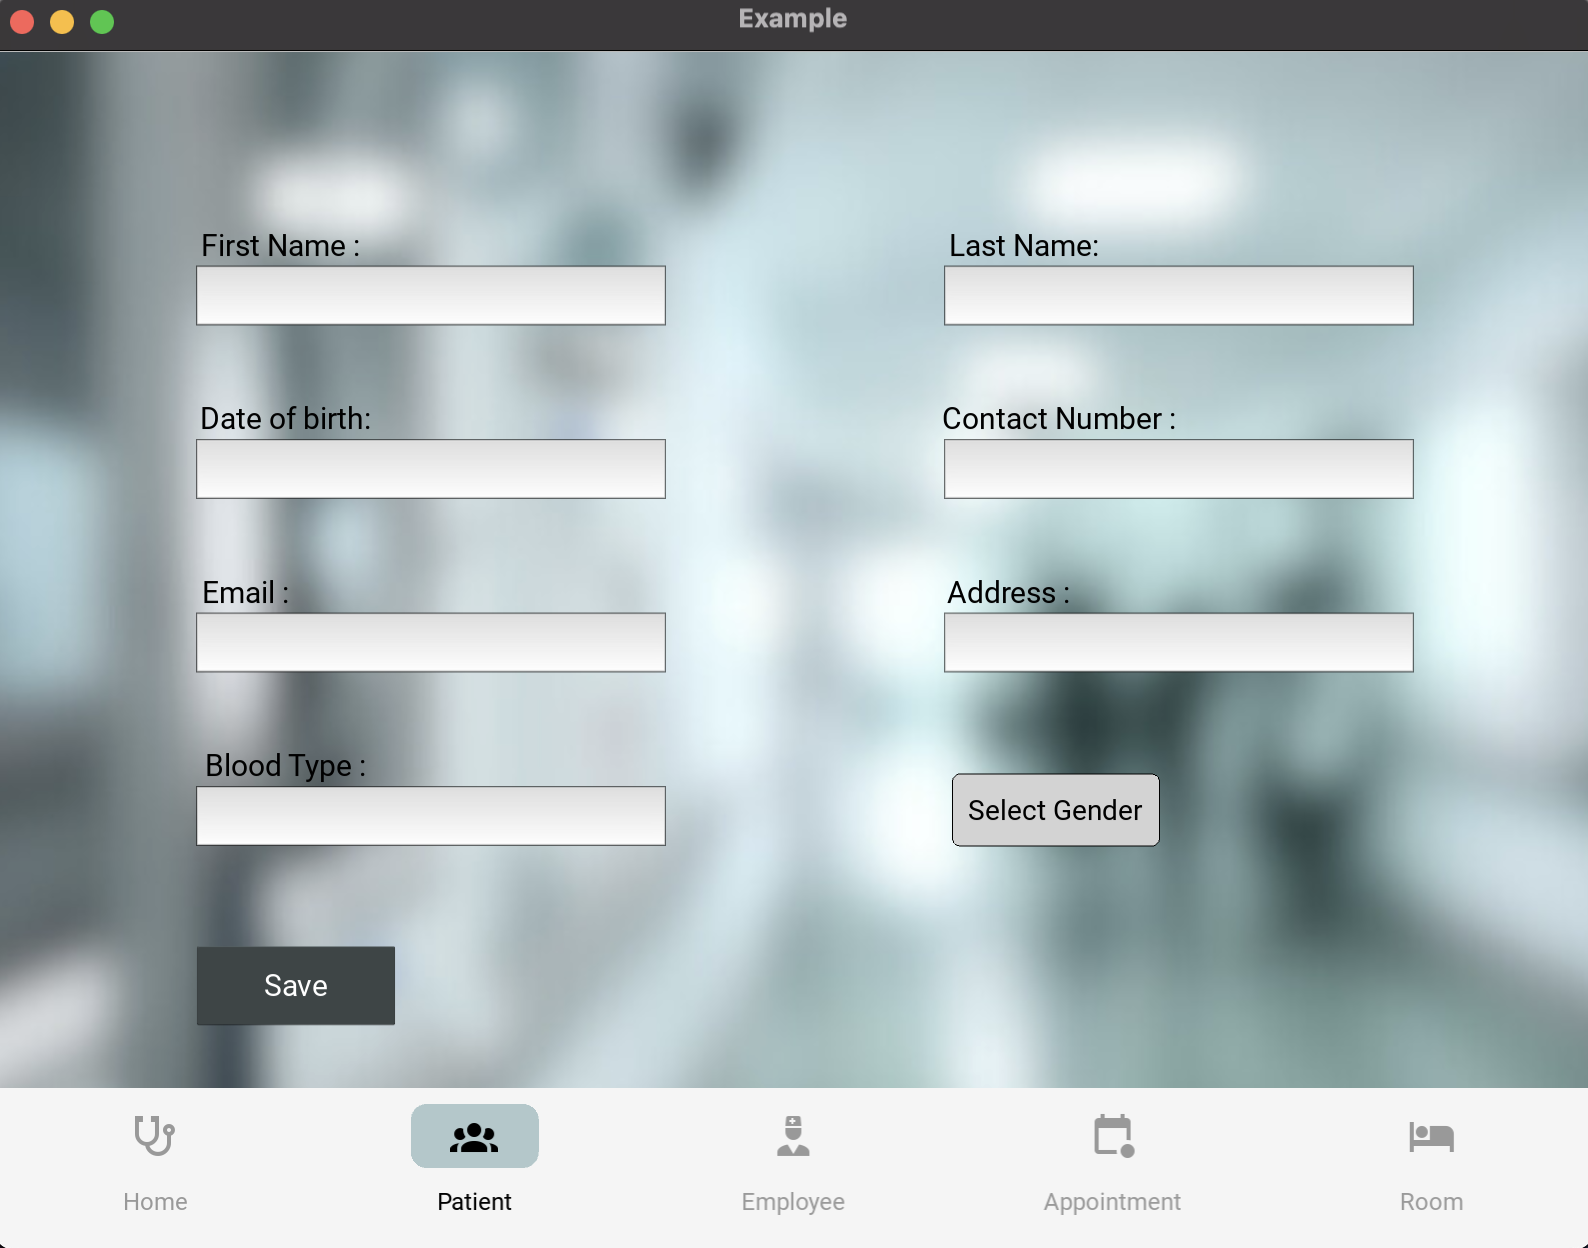 Example
First Name :
Last Name:
Date of birth:
Contact Number :
Email :
Address :
Blood Type :
Select Gender
Save
Home
Patient
Employee
Appointment
Room